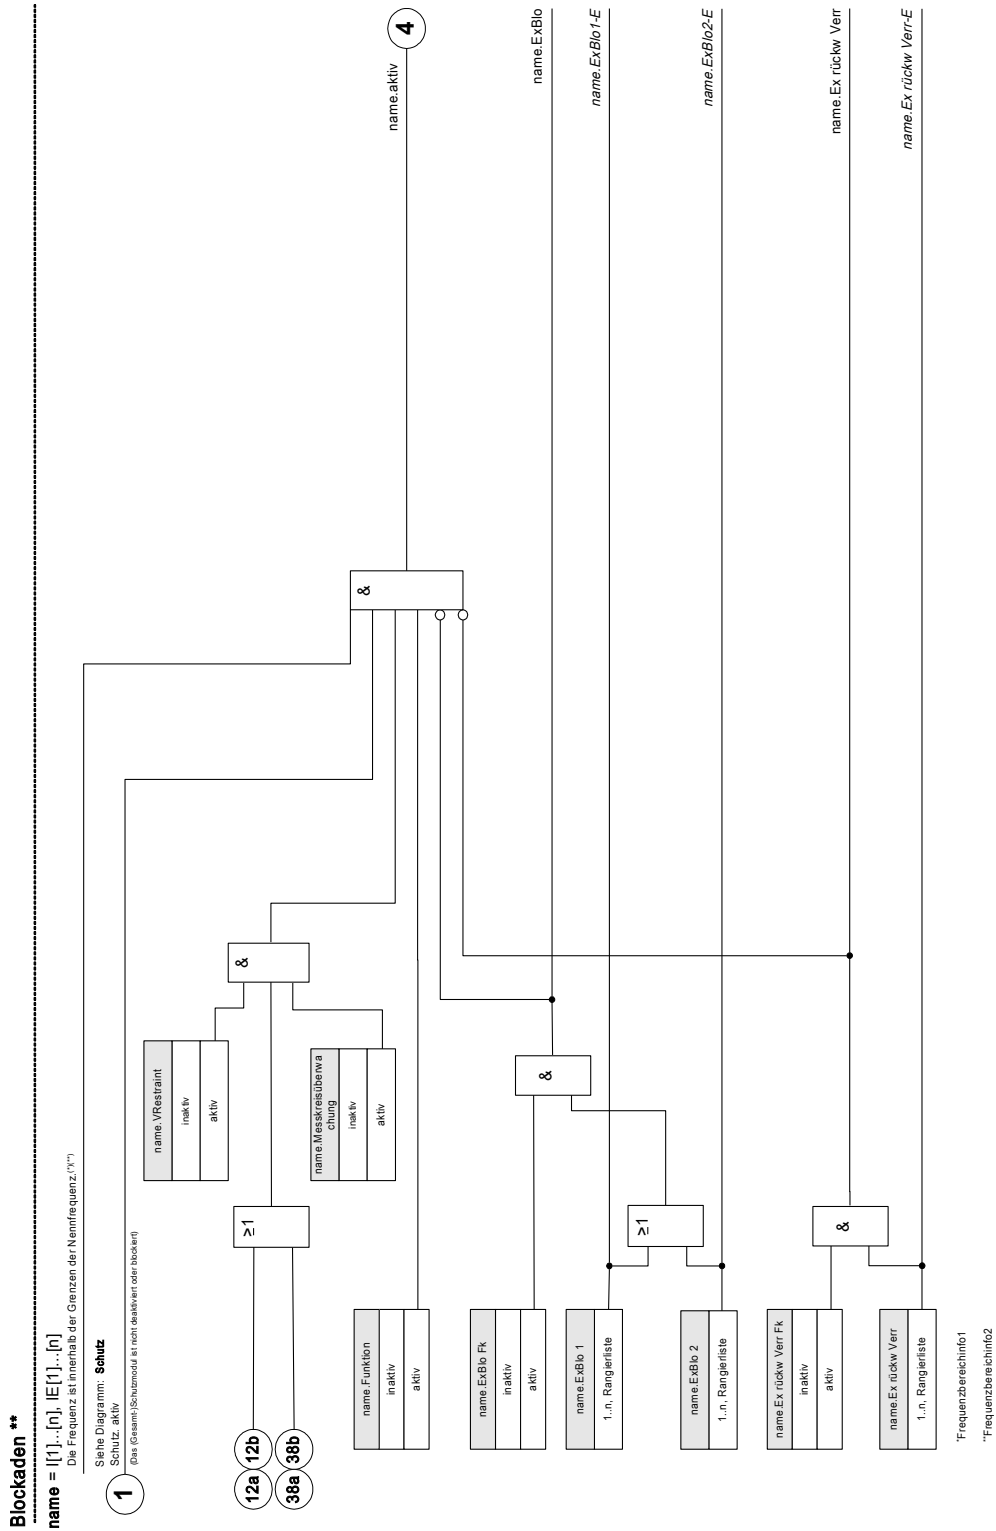 Blockaden **
name = I[1]...[n], IE[1]...[n]
Die Frequenz ist innerhalb der Grenzen der Nennfrequenz.(*)(**)
Siehe Diagramm: Schutz
Schutz. aktiv
(Das (Gesamt-)Schutzmodul ist nicht deaktiviert oder blockiert)
1
12a 12b
38a 38b
≥1
name.VRestraint
inaktiv
aktiv
name.Messkreisüberwa
chung
inaktiv
aktiv
&
name.Funktion
inaktiv
aktiv
&
name.aktiv
4
name.ExBlo Fk
inaktiv
aktiv
&
name.ExBlo
name.ExBlo 1
1..n, Rangierliste
name.ExBlo1-E
≥1
name.ExBlo 2
1..n, Rangierliste
name.ExBlo2-E
name.Ex rückw Verr Fk
inaktiv
aktiv
&
name.Ex rückw Verr
name.Ex rückw Verr
1..n, Rangierliste
name.Ex rückw Verr-E
*Frequenzbereichinfo1
**Frequenzbereichinfo2